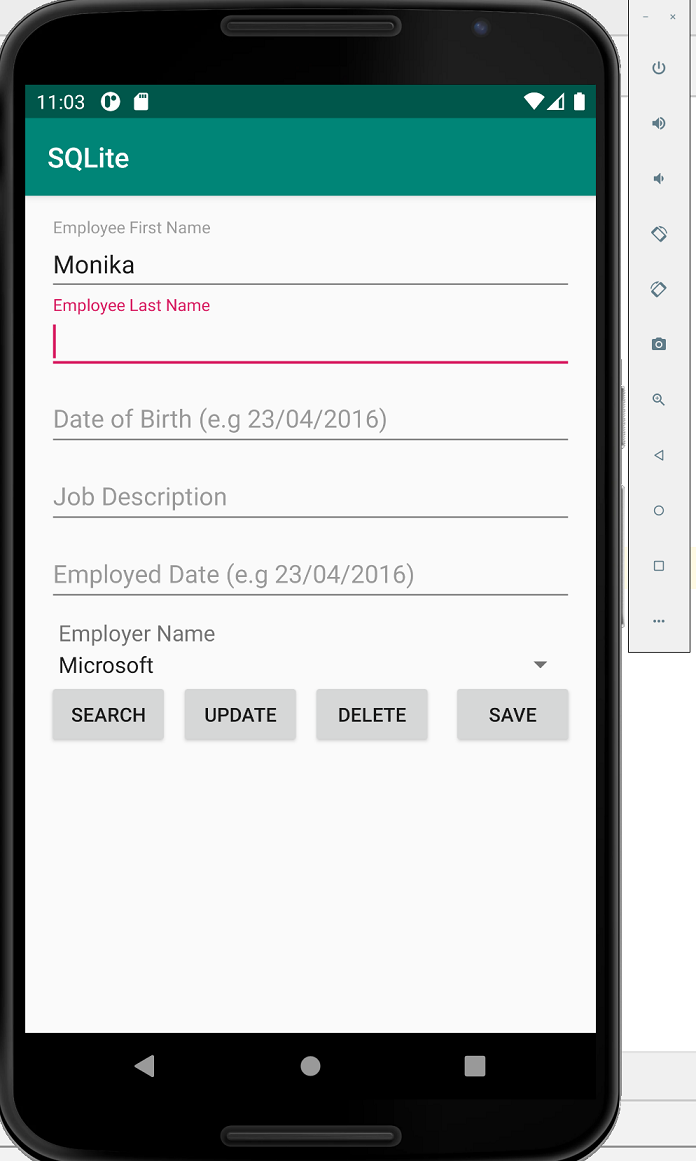 11:03
SQLite
Employee First Name
Monika
Employee Last Name
Date of Birth (e.g 23/04/2016)
Job Description
Employed Date (e.g 23/04/2016)
Employer Name
Microsoft
SEARCH UPDATE DELETE SAVE